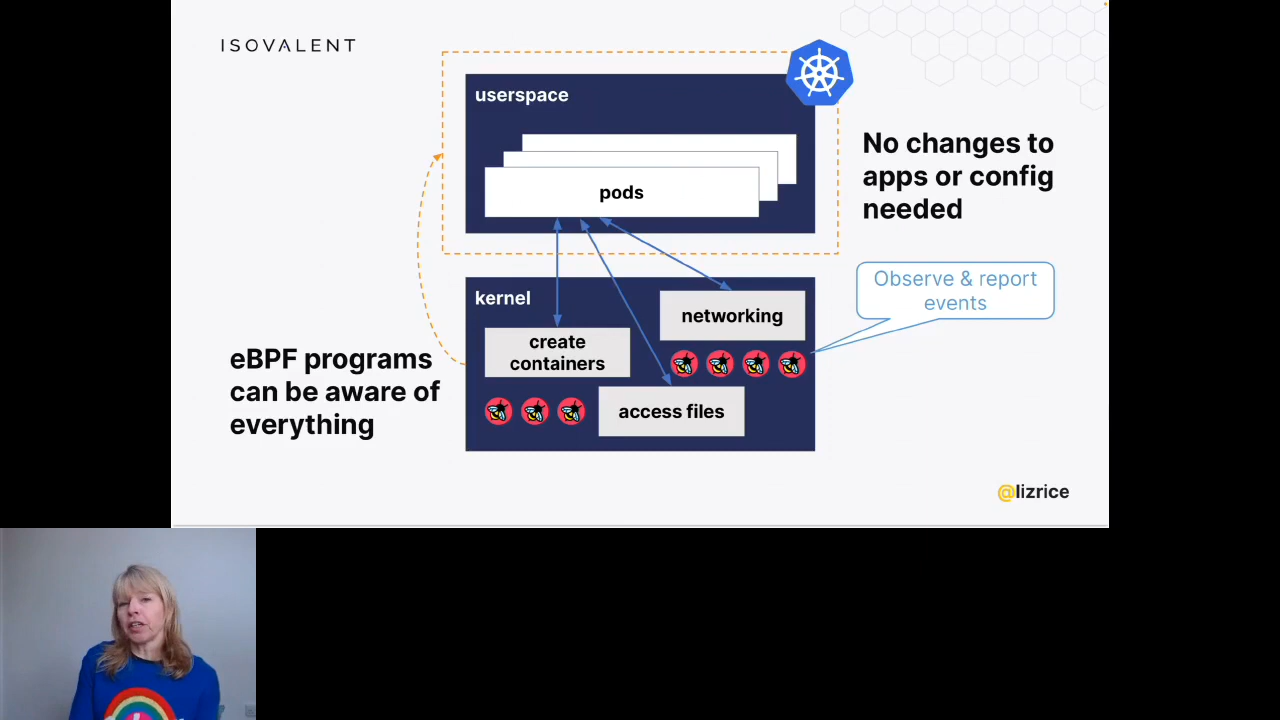 ISOVALENT
userspace
pods
No changes to
apps or config
needed
kernel
networking
create
containers
access files
Observe & report
events
eBPF programs
can be aware of
everything
@lizrice